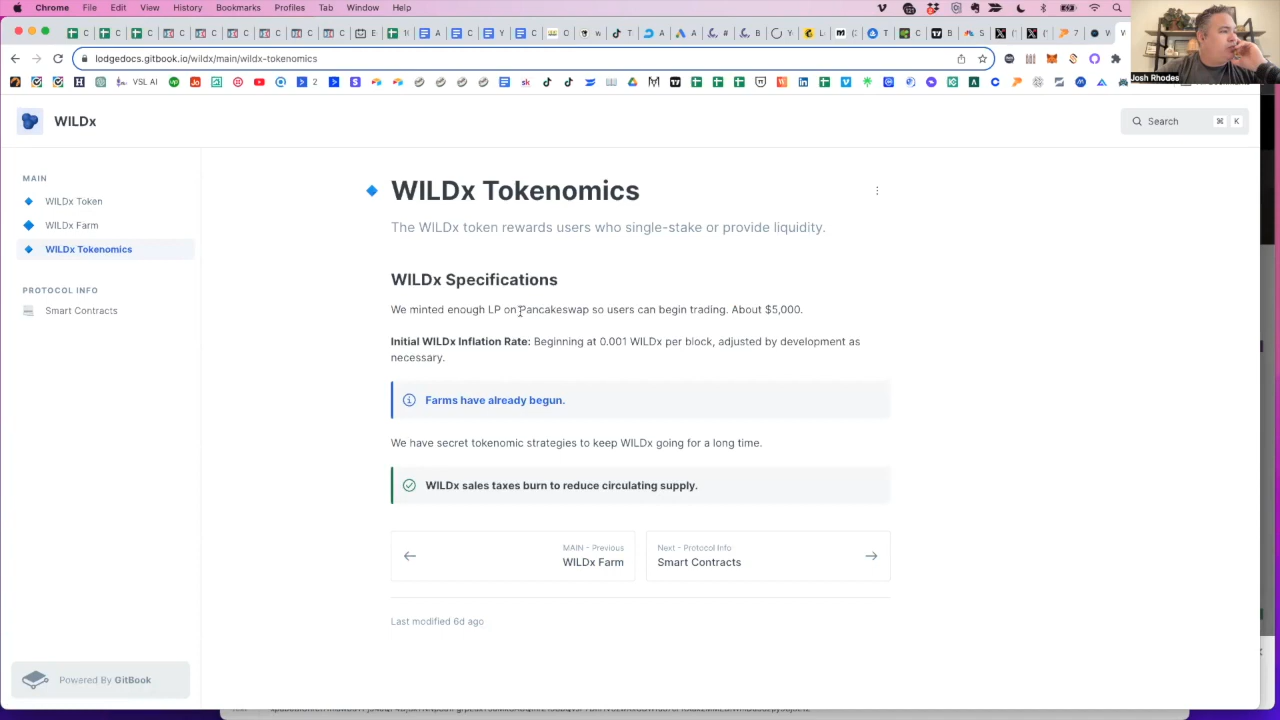 Chrome File Edit View History Bookmarks Profiles Tab Window Help
lodgedocs.gitbook.io/wildx/main/wildx-tokenomics
VSL AI
Josh Rhodes
WILDx
Search ⌘ K
MAIN
WILDx Token
WILDx Farm
WILDx Tokenomics
PROTOCOL INFO
Smart Contracts
WILDx Tokenomics
The WILDx token rewards users who single-stake or provide liquidity.
WILDx Specifications
We minted enough LP on Pancakeswap so users can begin trading. About $5,000.
Initial WILDx Inflation Rate: Beginning at 0.001 WILDx per block, adjusted by development as
necessary.
Farms have already begun.
We have secret tokenomic strategies to keep WILDx going for a long time.
WILDx sales taxes burn to reduce circulating supply.
MAIN - Previous
WILDx Farm
Next - Protocol Info
Smart Contracts
Last modified 6d ago
Powered By GitBook